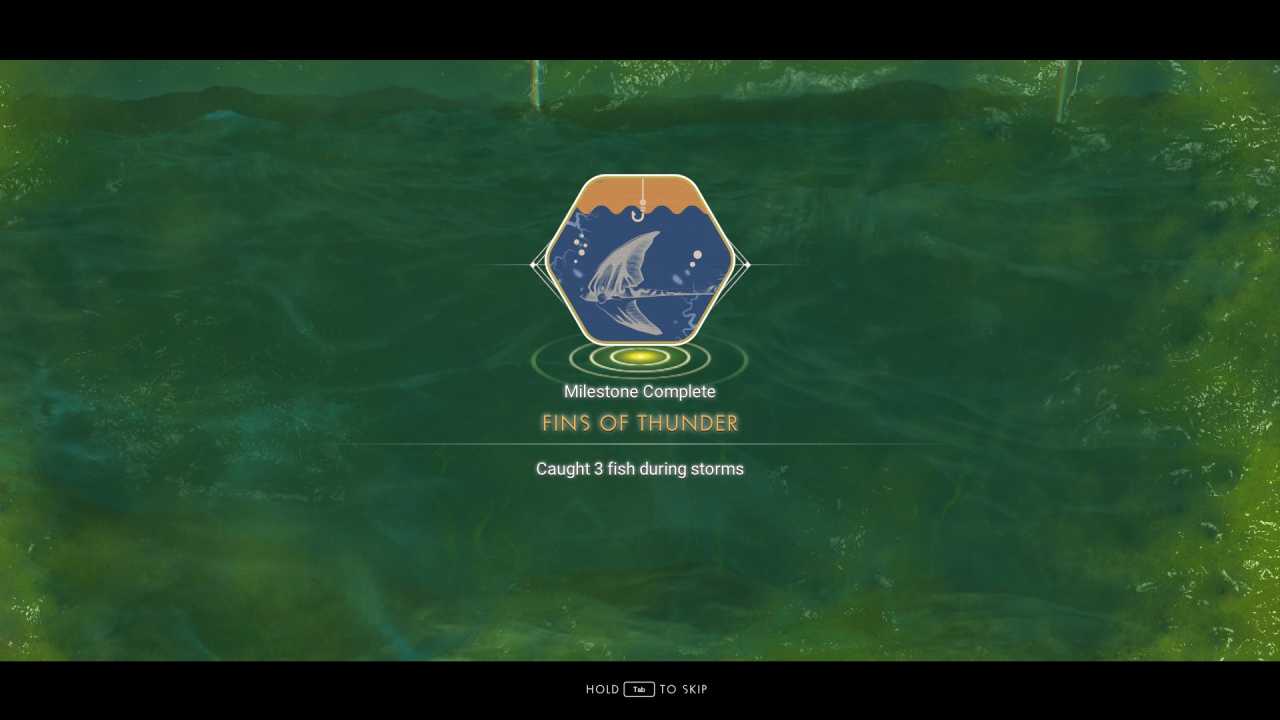 Milestone Complete
FINS OF THUNDER
Caught 3 fish during storms
HOLD Tab TO SKIP